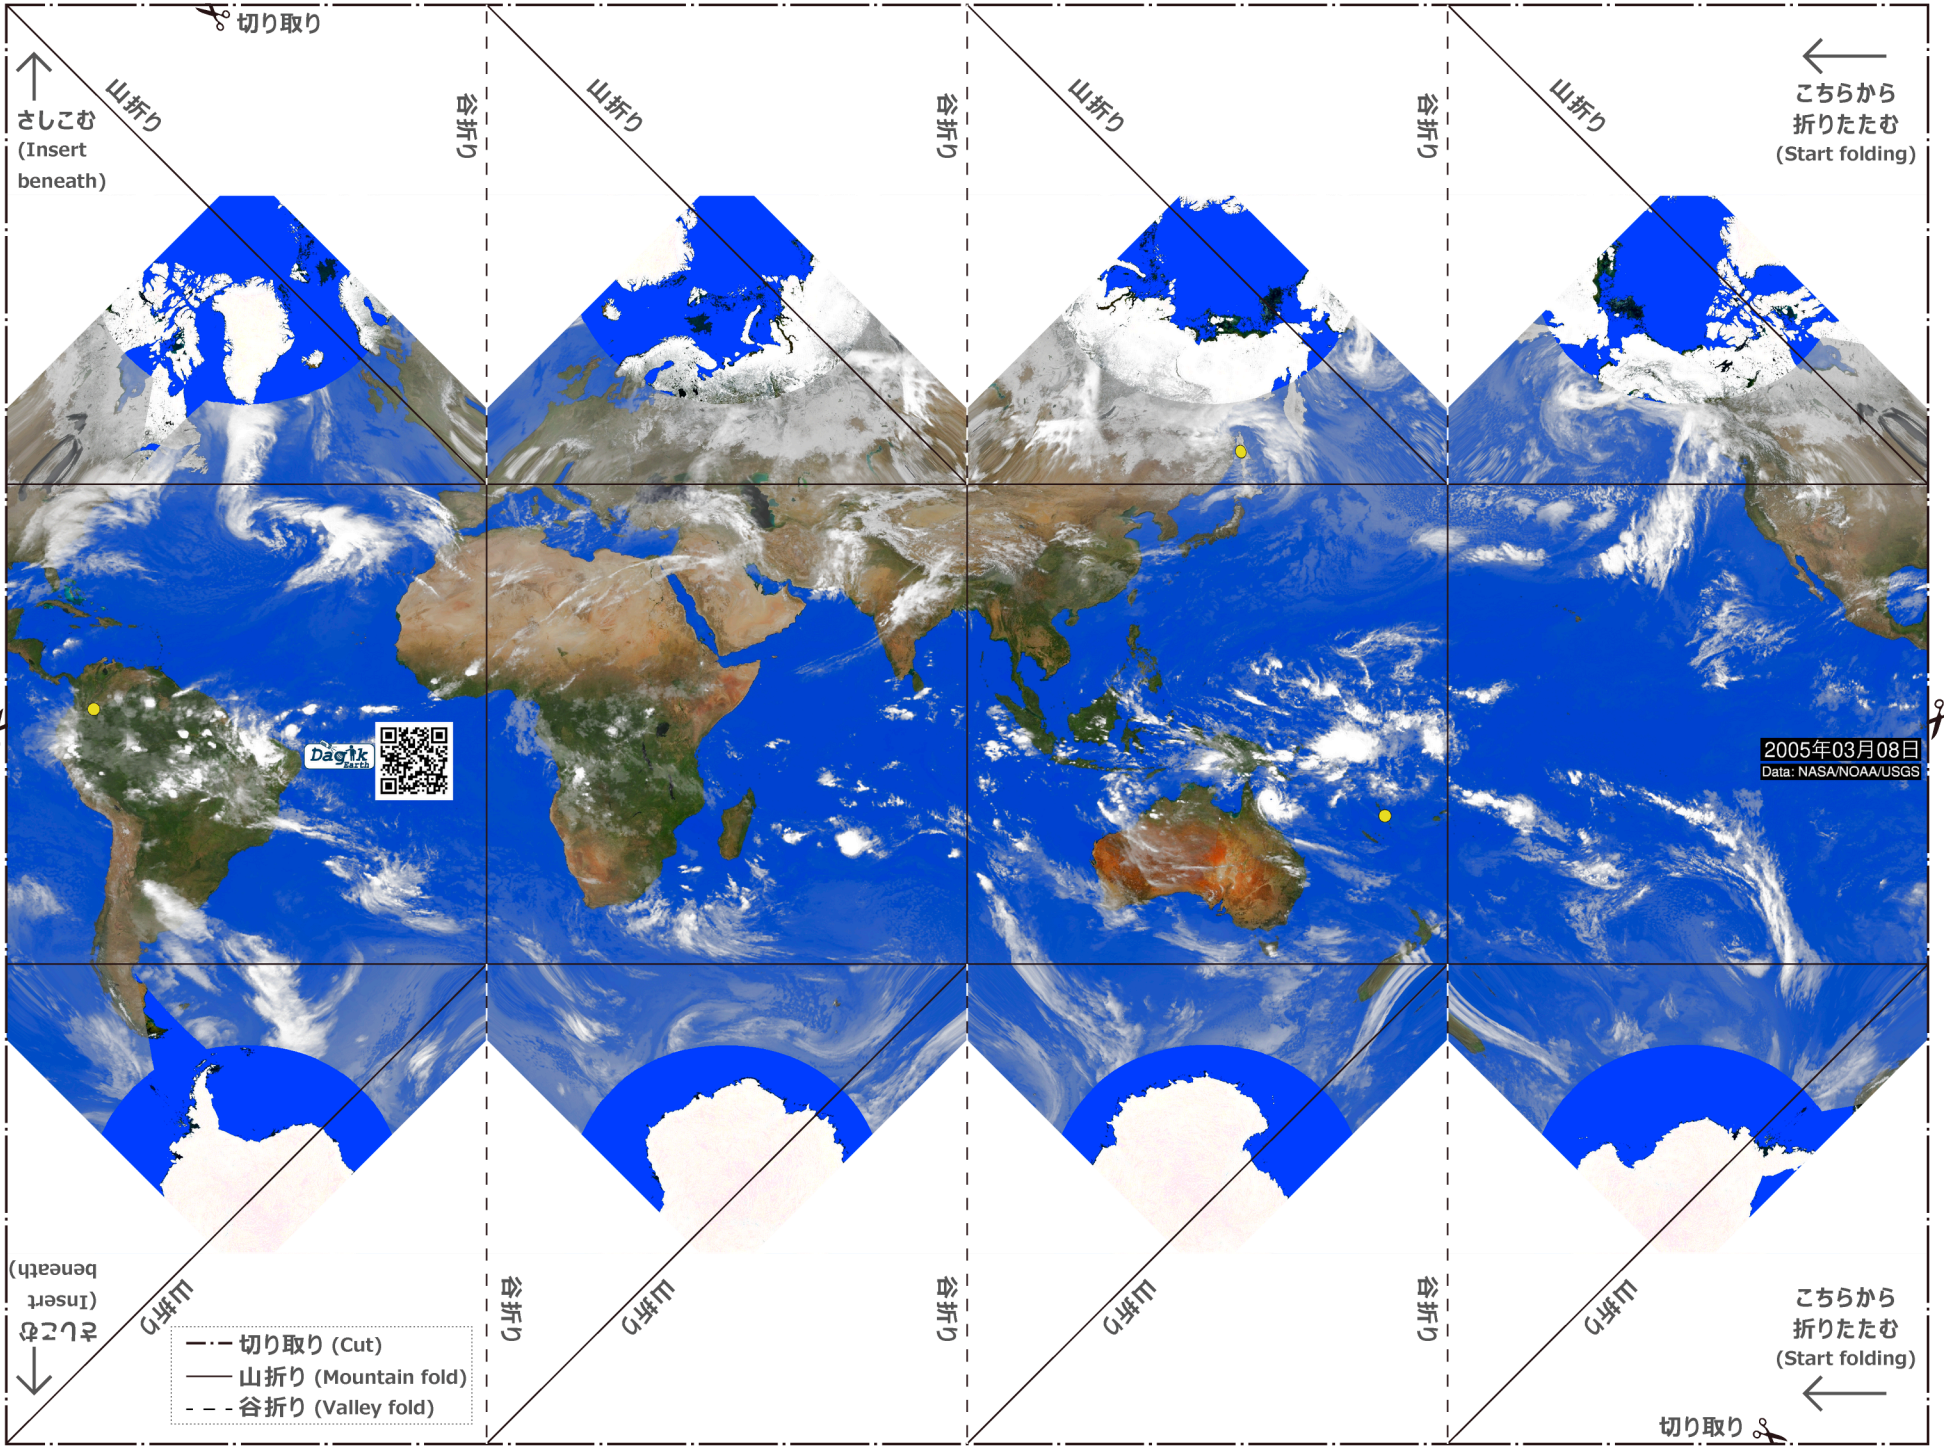 切り取り
山折り
谷折り
山折り
谷折り
山折り
谷折り
山折り
さしこむ
(Insert
beneath)
こちらから
折りたたむ
(Start folding)
Dagik
Earth
2005年03月08日
Data: NASA/NOAA/USGS
さしこむ
(Insert
beneath)
山折り
谷折り
山折り
谷折り
山折り
谷折り
山折り
切り取り (Cut)
山折り (Mountain fold)
谷折り (Valley fold)
こちらから
折りたたむ
(Start folding)
切り取り